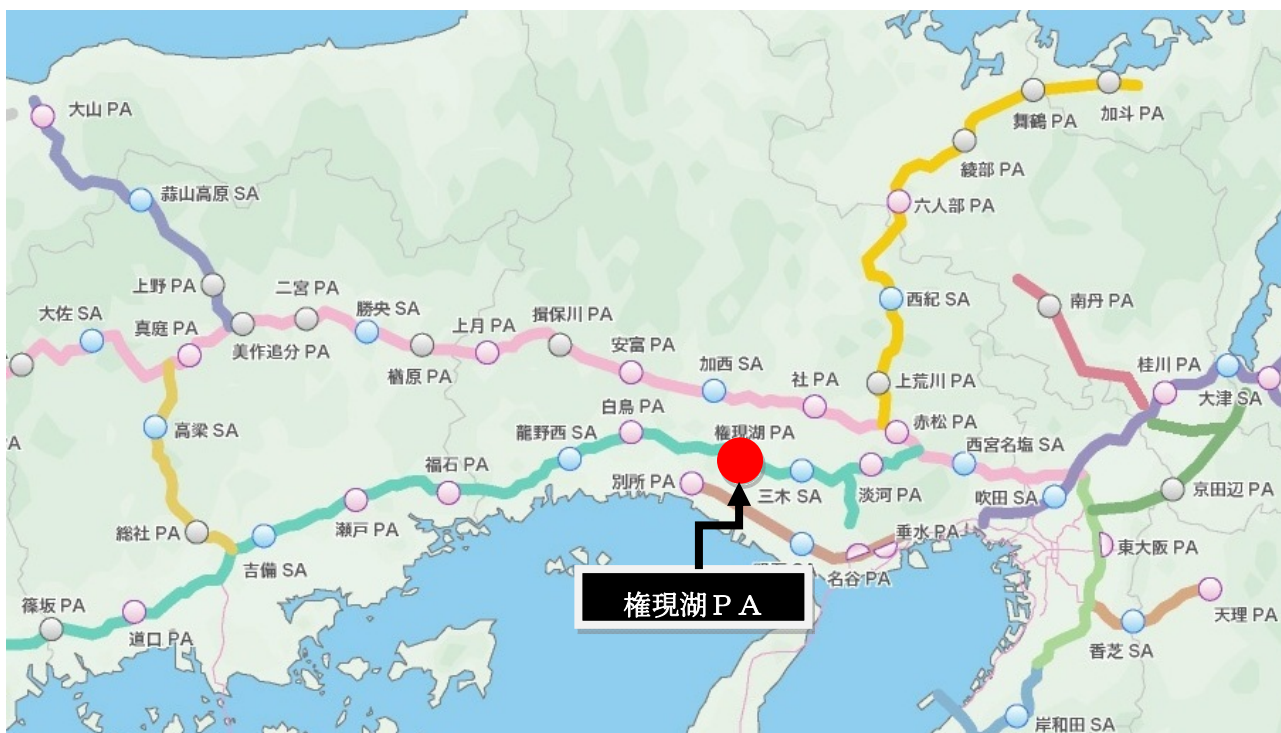 大山 PA
加斗 PA
舞鶴 PA
綾部 PA
蒜山高原 SA
六人部 PA
上野 PA
二宮 PA
西紀 SA
南丹 PA
大佐 SA
真庭 PA
勝央 SA
揖保川 PA
美作追分 PA
上月 PA
安富 PA
加西 SA
桂川 PA
楢原 PA
社 PA
上荒川 PA
大津 SA
白鳥 PA
赤松 PA
高梁 SA
龍野西 SA
権現湖 PA
PA
西宮名塩 SA
福石 PA
別所 PA
三木 SA
淡河 PA
吹田 SA
京田辺 PA
総社 PA
瀬戸 PA
垂水 PA
東大阪 PA
吉備 SA
名谷 PA
篠坂 PA
権現湖ＰＡ
天理 PA
道口 PA
香芝 SA
岸和田 SA